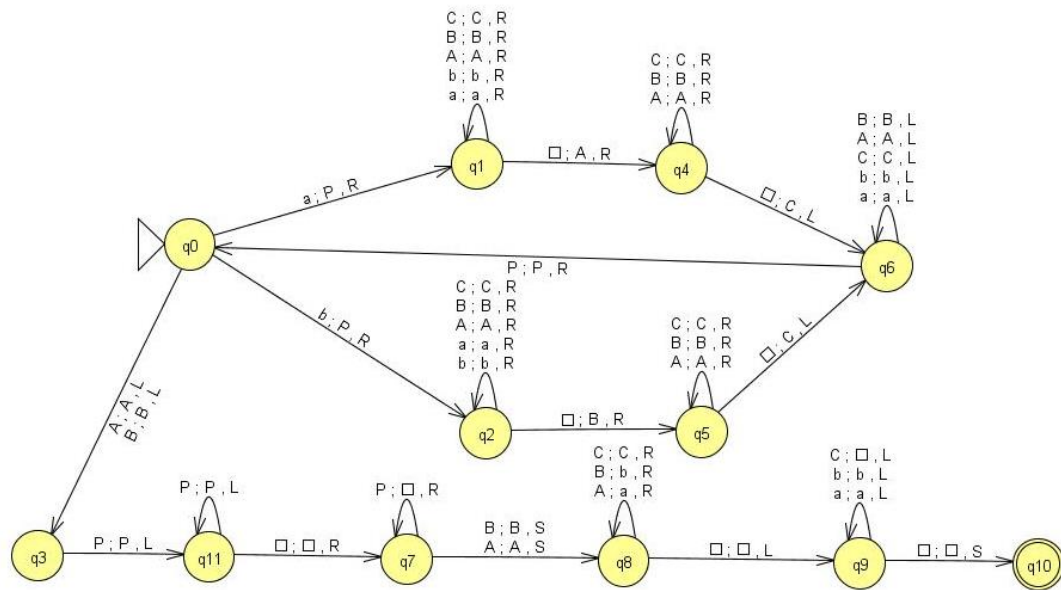 C ; C , R
B ; B , R
A ; A , R
b ; b , R
a ; a , R
C ; C , R
B ; B , R
A ; A , R
B ; B , L
A ; A , L
C ; C , L
b ; b , L
a ; a , L
q1
□ ; A , R
q4
a ; P , R
□ ; C , L
q0
P ; P , R
q6
C ; C , R
B ; B , R
A ; A , R
a ; a , R
b ; b , R
b ; P , R
C ; C , R
B ; B , R
A ; A , R
□ ; C , L
A ; A , L
B ; B , L
q2
□ ; B , R
q5
C ; C , R
B ; b , R
A ; a , R
C ; □ , L
b ; b , L
a ; a , L
P ; P , L
P ; □ , R
q3
P ; P , L
q11
□ ; □ , R
q7
B ; B , S
A ; A , S
q8
□ ; □ , L
q9
□ ; □ , S
q10